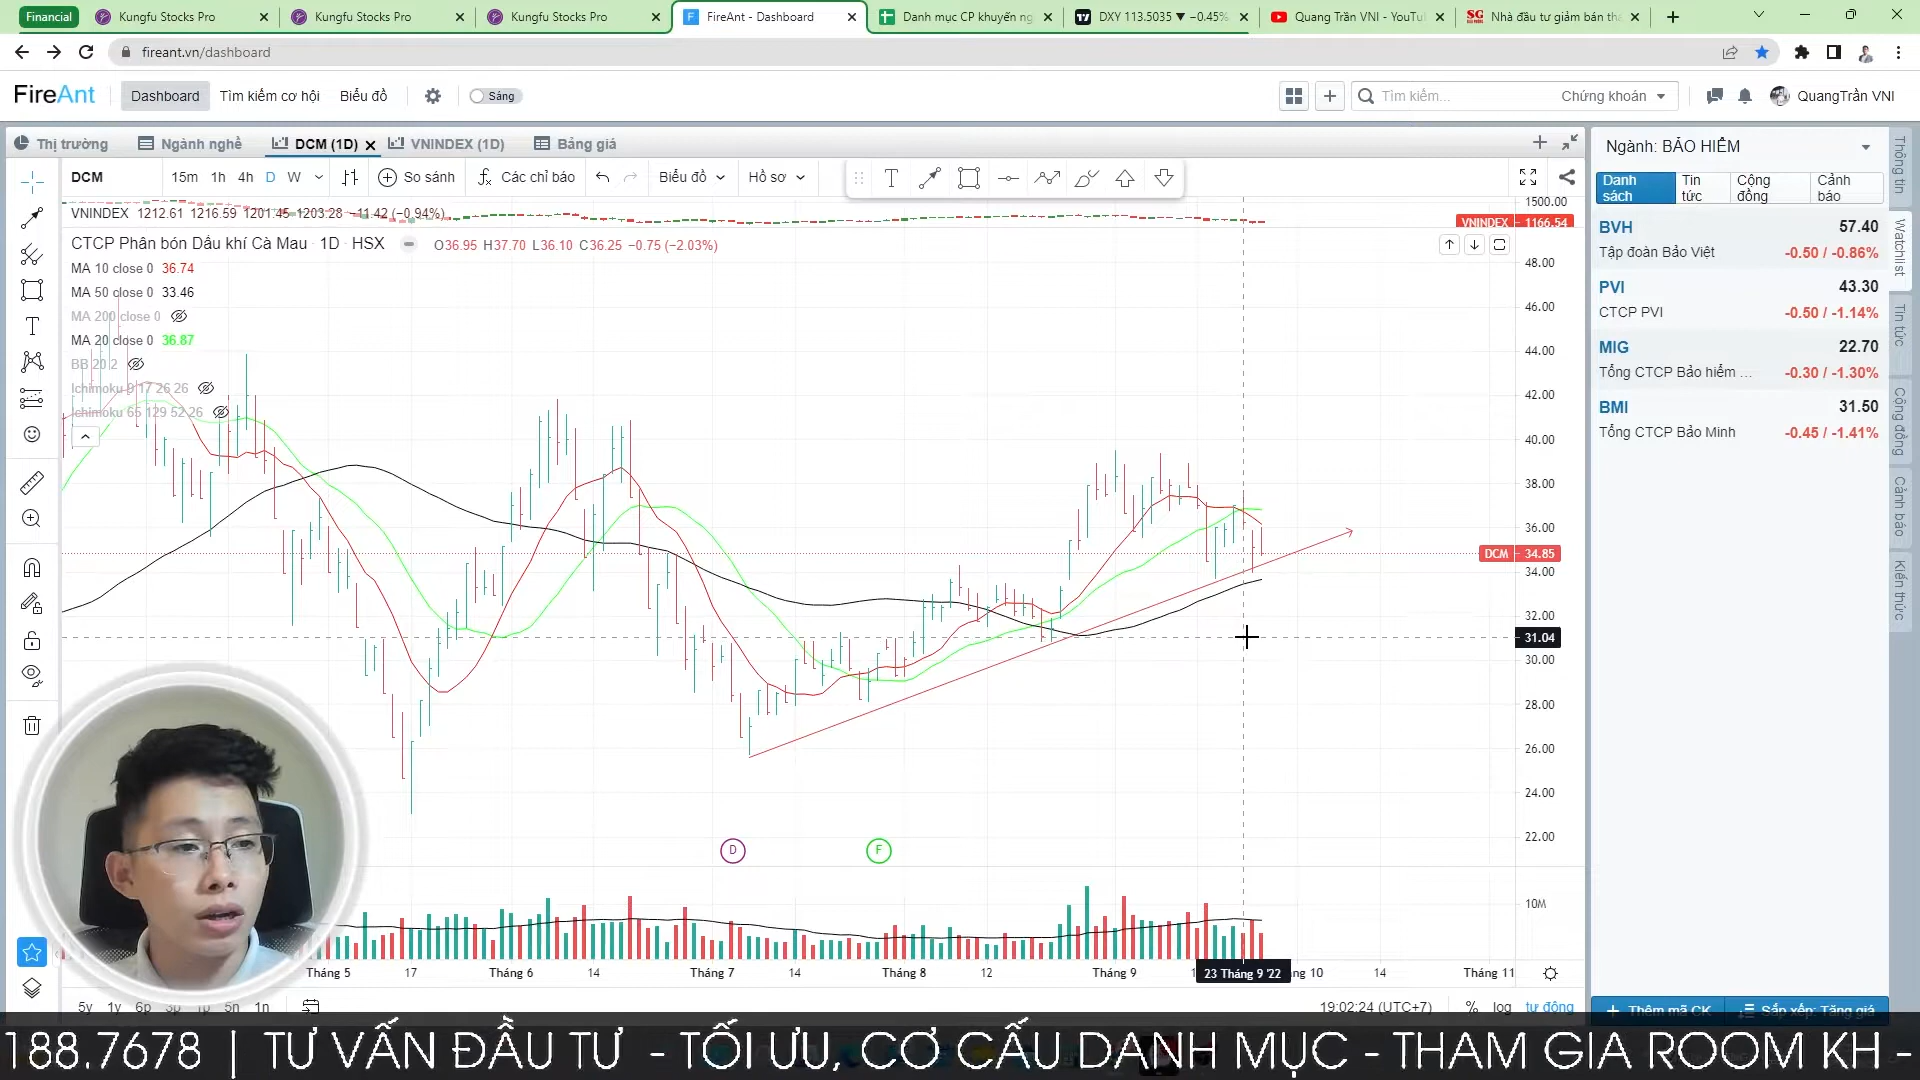 Financial
Kungfu Stocks Pro
Kungfu Stocks Pro
Kungfu Stocks Pro
FireAnt - Dashboard
Danh mục CP khuyến ng
DXY 113.5035 ▼ −0.45%
Quang Trần VNI - YouTu
Nhà đầu tư giảm bán th
fireant.vn/dashboard
FireAnt
Dashboard
Tìm kiếm cơ hội
Biểu đồ
Sáng
Tìm kiếm...
Chứng khoán
QuangTrần VNI
Thị trường
Ngành nghề
DCM (1D)
VNINDEX (1D)
Bảng giá
DCM
15m
1h
4h
D
W
So sánh
Các chỉ báo
Biểu đồ
Hồ sơ
VNINDEX 1212.61 1216.59 1201.45 1203.28 −11.42 (−0.94%)
1500.00
VNINDEX 1166.54
CTCP Phân bón Dầu khí Cà Mau 1D HSX
O36.95 H37.70 L36.10 C36.25 −0.75 (−2.03%)
MA 10 close 0 36.74
MA 50 close 0 33.46
MA 200 close 0
MA 20 close 0 36.87
BB 20 2
Ichimoku 9 17 26 26
Ichimoku 65 129 52 26
48.00
46.00
44.00
42.00
40.00
38.00
36.00
DCM 34.85
34.00
32.00
31.04
30.00
28.00
26.00
24.00
22.00
D
F
10M
Tháng 5
17
Tháng 6
14
Tháng 7
14
Tháng 8
12
Tháng 9
23 Tháng 9 '22
ng 10
14
Tháng 11
5y
1y
6p
5n
1n
19:02:24 (UTC+7)
%
log
tự động
Ngành: BẢO HIỂM
Danh sách
Tin tức
Cộng đồng
Cảnh báo
BVH 57.40
Tập đoàn Bảo Việt -0.50 / -0.86%
PVI 43.30
CTCP PVI -0.50 / -1.14%
MIG 22.70
Tổng CTCP Bảo hiểm ... -0.30 / -1.30%
BMI 31.50
Tổng CTCP Bảo Minh -0.45 / -1.41%
Thêm mã CK
Sắp xếp: Tăng giá
Thông tin
Watchlist
Tin tức
Cộng đồng
Cảnh báo
Kiến thức
188.7678 | TƯ VẤN ĐẦU TƯ - TỐI ƯU, CƠ CẤU DANH MỤC - THAM GIA ROOM KH -